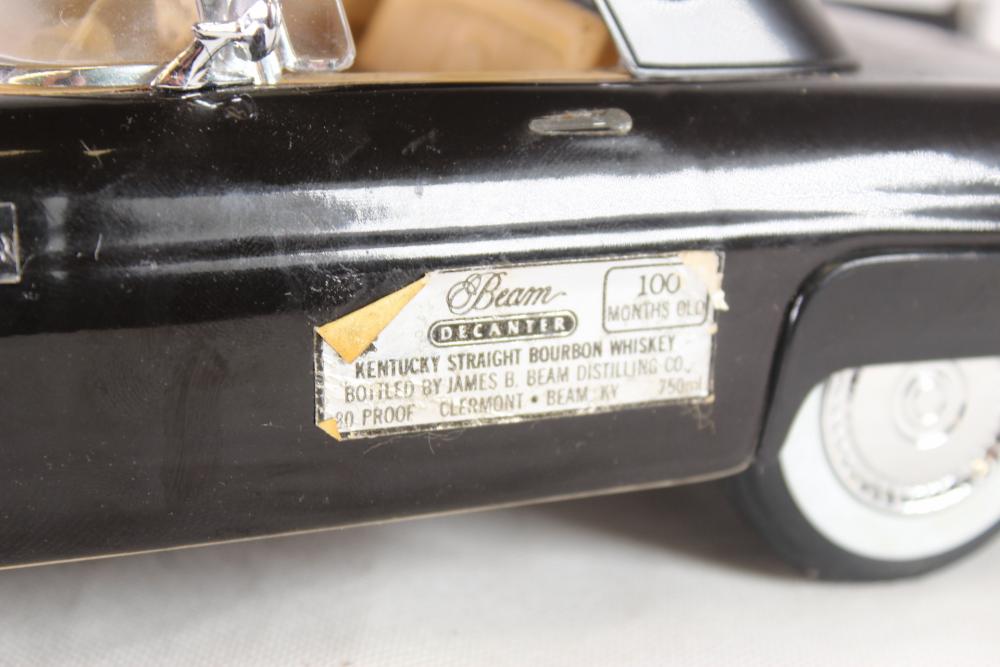 Beam
DECANTER
100
MONTHS OLD
KENTUCKY STRAIGHT BOURBON WHISKEY
BOTTLED BY JAMES B. BEAM DISTILLING CO.,
80 PROOF CLERMONT • BEAM, KY 750ml